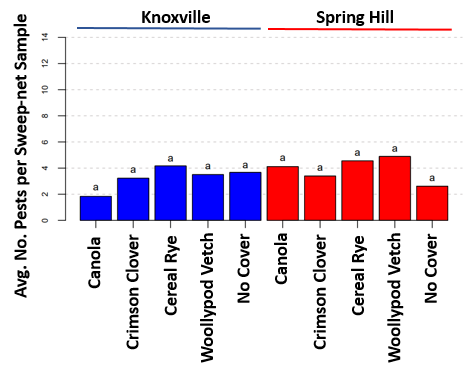 Knoxville Spring Hill
Avg. No. Pests per Sweep-net Sample
14
12
10
8
6
4
2
0
a a a a a a a a a a
Canola
Crimson Clover
Cereal Rye
Woollypod Vetch
No Cover
Canola
Crimson Clover
Cereal Rye
Woollypod Vetch
No Cover